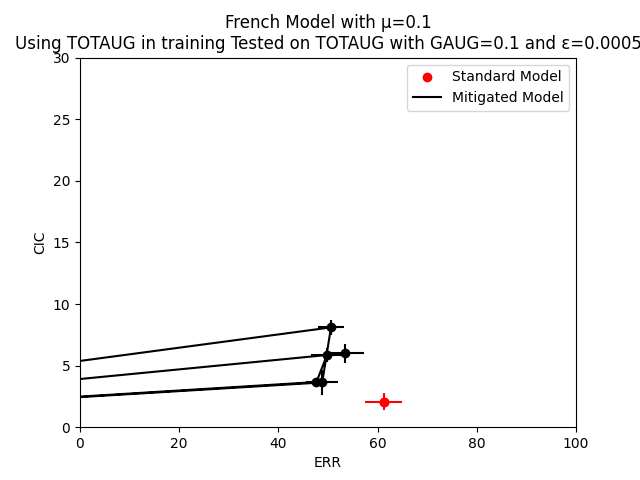 French Model with μ=0.1
Using TOTAUG in training Tested on TOTAUG with GAUG=0.1 and ε=0.0005
Standard Model
Mitigated Model
30
25
20
15
10
5
0
CIC
0 20 40 60 80 100
ERR